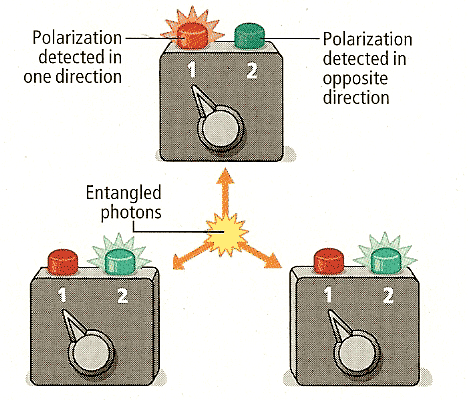 Polarization
detected in
one direction
Polarization
detected in
opposite
direction
1 2
Entangled
photons
1 2
1 2